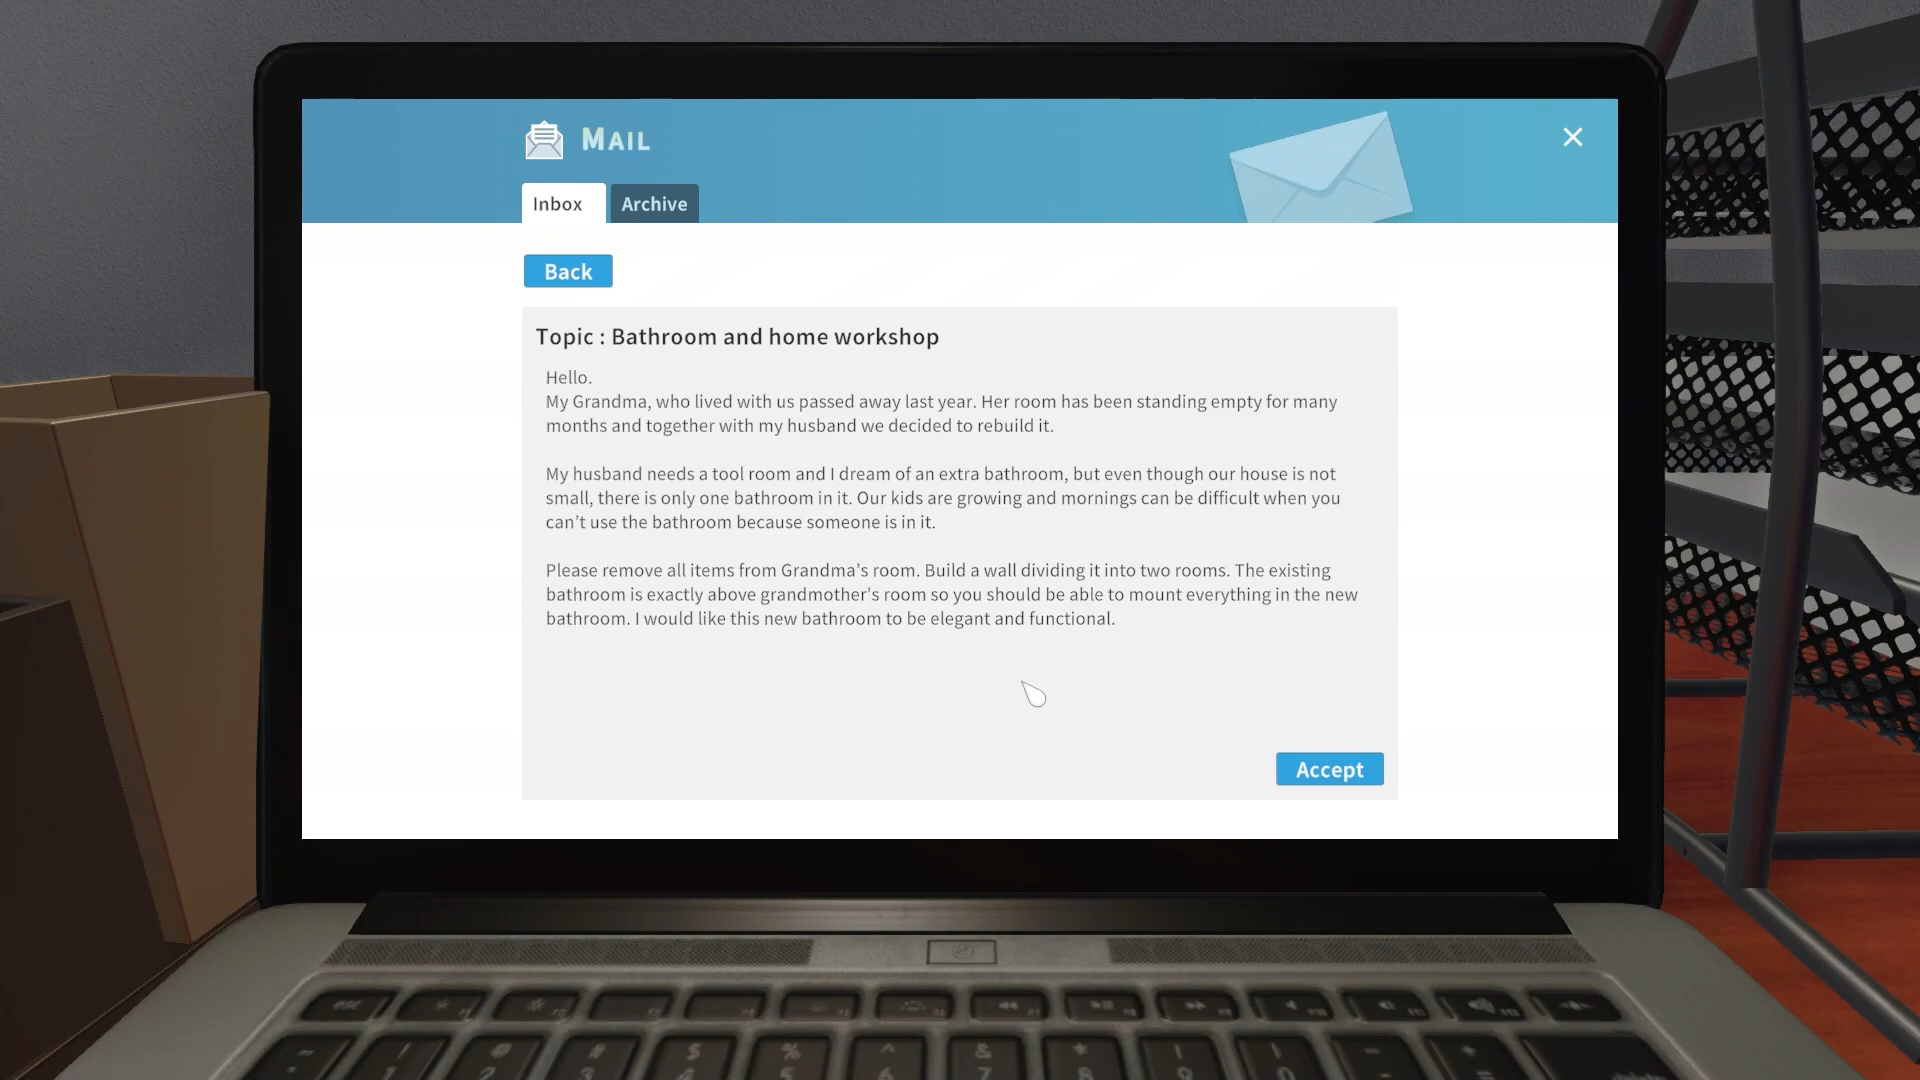 MAIL
Inbox
Archive
Back
Topic : Bathroom and home workshop
Hello.
My Grandma, who lived with us passed away last year. Her room has been standing empty for many
months and together with my husband we decided to rebuild it.
My husband needs a tool room and I dream of an extra bathroom, but even though our house is not
small, there is only one bathroom in it. Our kids are growing and mornings can be difficult when you
can’t use the bathroom because someone is in it.
Please remove all items from Grandma’s room. Build a wall dividing it into two rooms. The existing
bathroom is exactly above grandmother's room so you should be able to mount everything in the new
bathroom. I would like this new bathroom to be elegant and functional.
Accept
esc